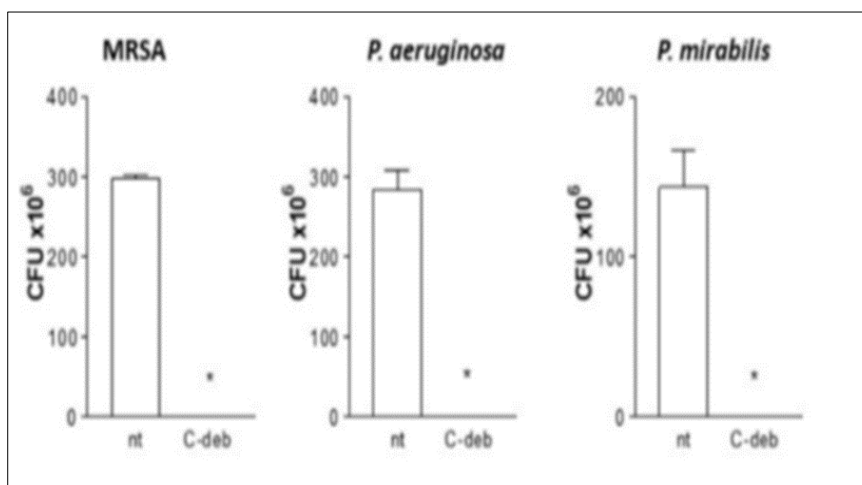 MRSA
400
300
200
100
0
CFU x10⁶
*
nt C-deb
P. aeruginosa
400
300
200
100
0
CFU x10⁶
*
nt C-deb
P. mirabilis
200
100
0
CFU x10⁶
*
nt C-deb